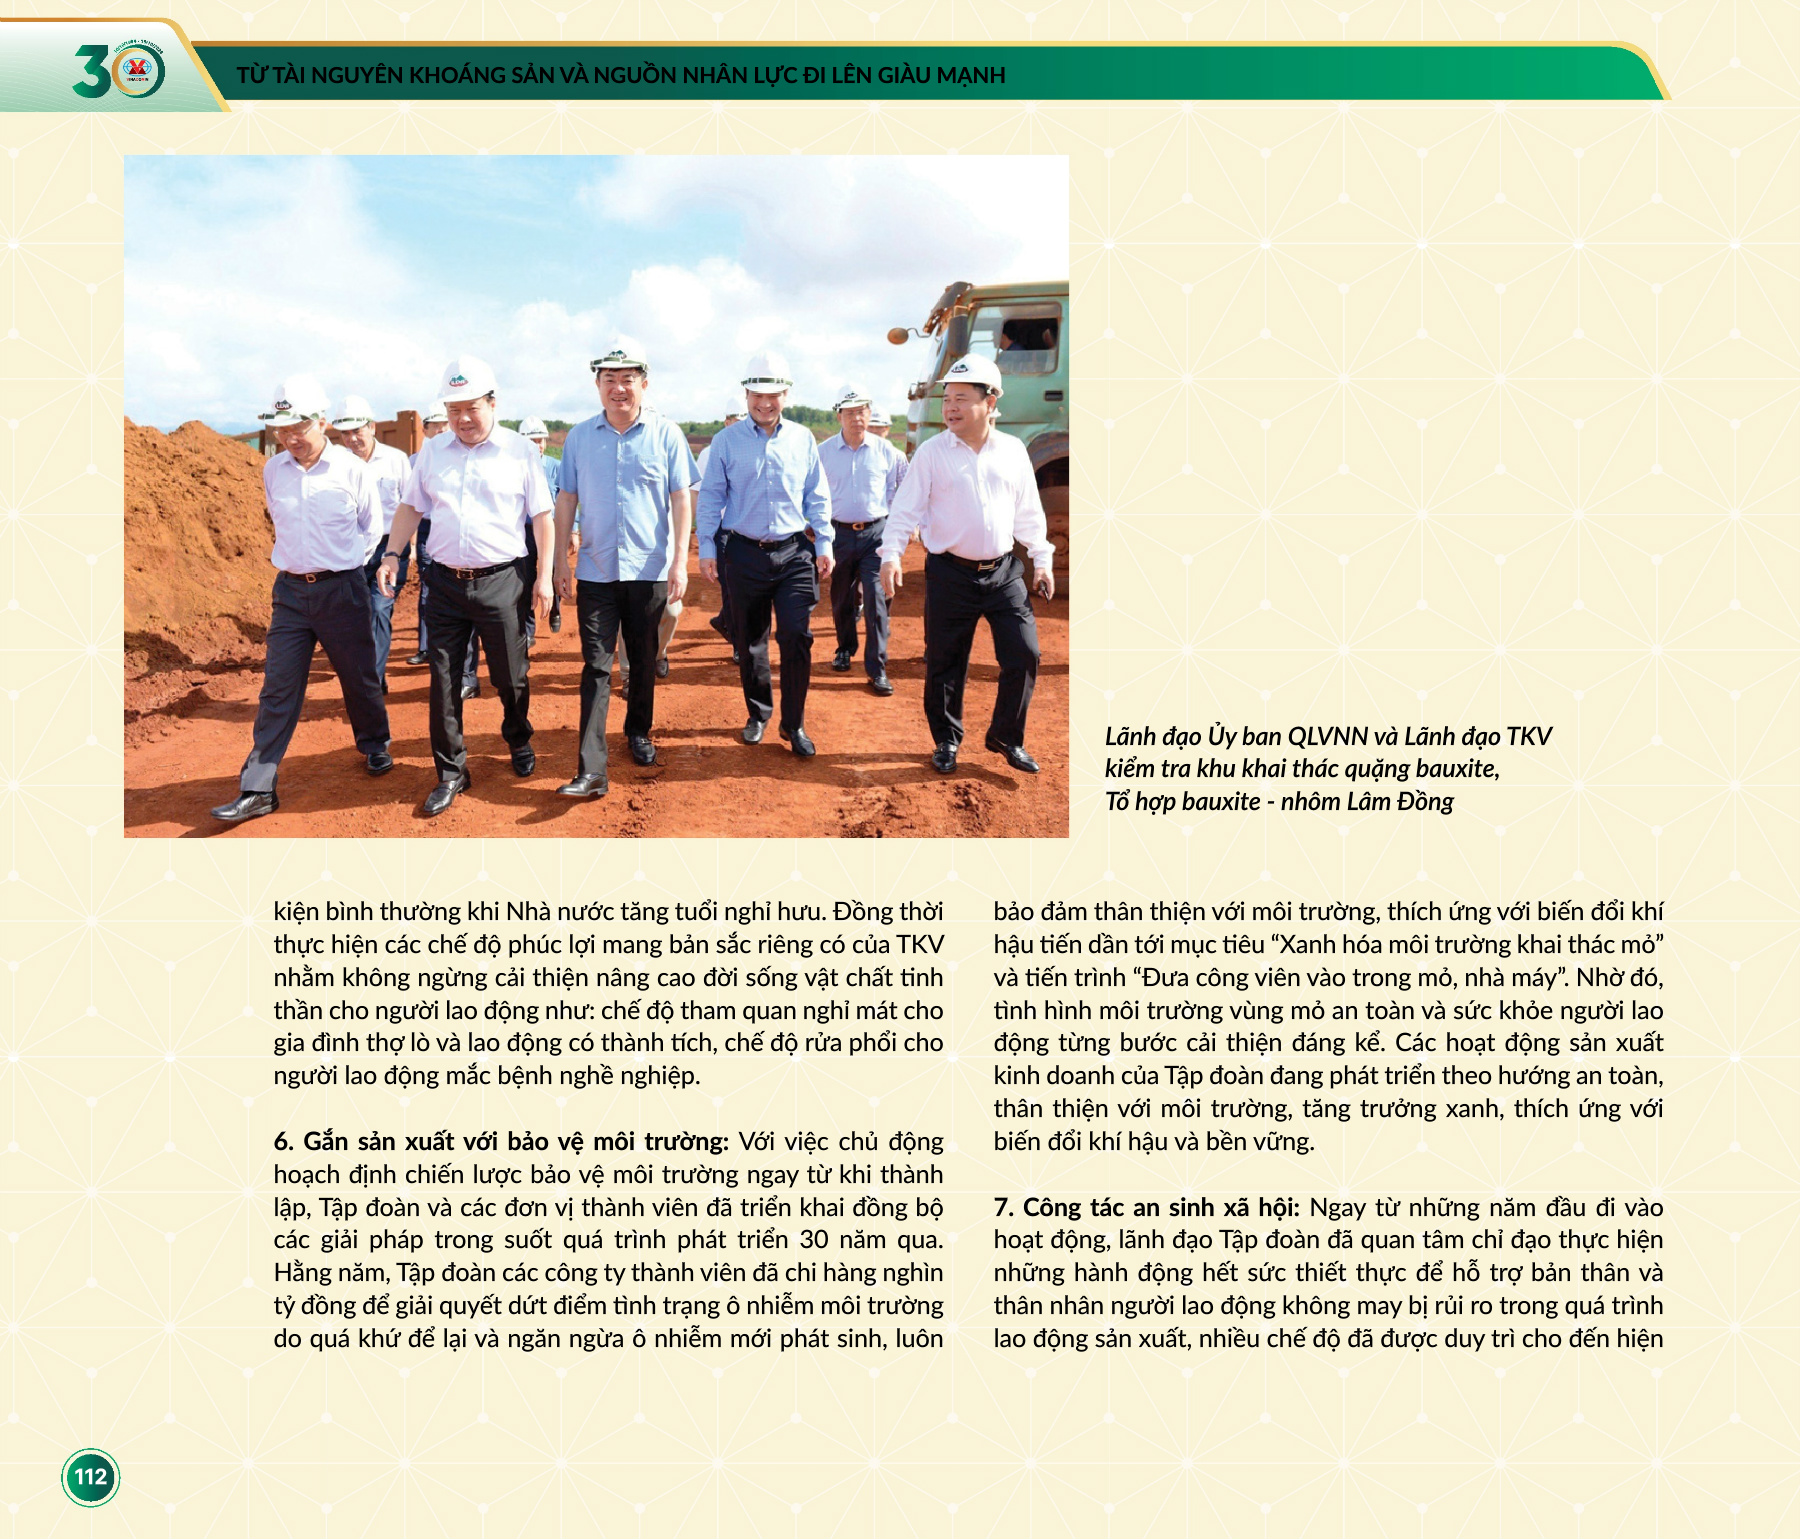 30
VINACOMIN
TỪ TÀI NGUYÊN KHOÁNG SẢN VÀ NGUỒN NHÂN LỰC ĐI LÊN GIÀU MẠNH
Lãnh đạo Ủy ban QLVNN và Lãnh đạo TKV
kiểm tra khu khai thác quặng bauxite,
Tổ hợp bauxite - nhôm Lâm Đồng
kiện bình thường khi Nhà nước tăng tuổi nghỉ hưu. Đồng thời
thực hiện các chế độ phúc lợi mang bản sắc riêng có của TKV
nhằm không ngừng cải thiện nâng cao đời sống vật chất tinh
thần cho người lao động như: chế độ tham quan nghỉ mát cho
gia đình thợ lò và lao động có thành tích, chế độ rửa phổi cho
người lao động mắc bệnh nghề nghiệp.
6. Gắn sản xuất với bảo vệ môi trường: Với việc chủ động
hoạch định chiến lược bảo vệ môi trường ngay từ khi thành
lập, Tập đoàn và các đơn vị thành viên đã triển khai đồng bộ
các giải pháp trong suốt quá trình phát triển 30 năm qua.
Hằng năm, Tập đoàn các công ty thành viên đã chi hàng nghìn
tỷ đồng để giải quyết dứt điểm tình trạng ô nhiễm môi trường
do quá khứ để lại và ngăn ngừa ô nhiễm mới phát sinh, luôn
bảo đảm thân thiện với môi trường, thích ứng với biến đổi khí
hậu tiến dần tới mục tiêu “Xanh hóa môi trường khai thác mỏ”
và tiến trình “Đưa công viên vào trong mỏ, nhà máy”. Nhờ đó,
tình hình môi trường vùng mỏ an toàn và sức khỏe người lao
động từng bước cải thiện đáng kể. Các hoạt động sản xuất
kinh doanh của Tập đoàn đang phát triển theo hướng an toàn,
thân thiện với môi trường, tăng trưởng xanh, thích ứng với
biến đổi khí hậu và bền vững.
7. Công tác an sinh xã hội: Ngay từ những năm đầu đi vào
hoạt động, lãnh đạo Tập đoàn đã quan tâm chỉ đạo thực hiện
những hành động hết sức thiết thực để hỗ trợ bản thân và
thân nhân người lao động không may bị rủi ro trong quá trình
lao động sản xuất, nhiều chế độ đã được duy trì cho đến hiện
112